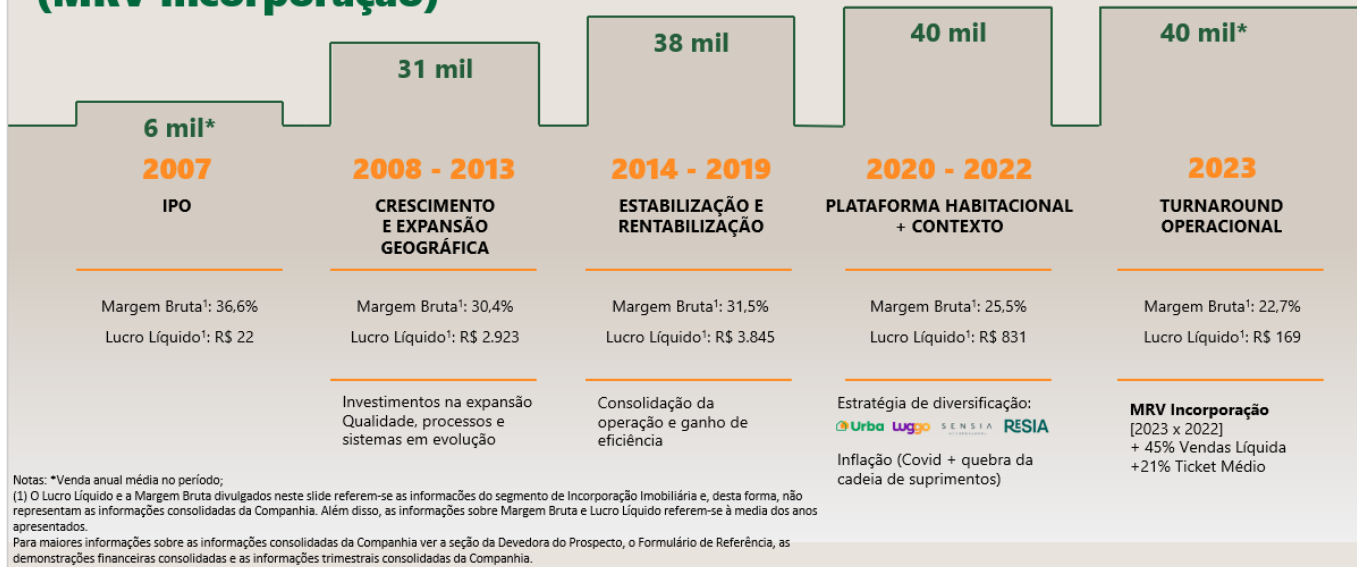 (MRV Incorporação)
6 mil*
31 mil
38 mil
40 mil
40 mil*
2007
2008 - 2013
2014 - 2019
2020 - 2022
2023
IPO
CRESCIMENTO
E EXPANSÃO
GEOGRÁFICA
ESTABILIZAÇÃO E
RENTABILIZAÇÃO
PLATAFORMA HABITACIONAL
+ CONTEXTO
TURNAROUND
OPERACIONAL
Margem Bruta¹: 36,6%
Lucro Líquido¹: R$ 22
Margem Bruta¹: 30,4%
Lucro Líquido¹: R$ 2.923
Margem Bruta¹: 31,5%
Lucro Líquido¹: R$ 3.845
Margem Bruta¹: 25,5%
Lucro Líquido¹: R$ 831
Margem Bruta¹: 22,7%
Lucro Líquido¹: R$ 169
Investimentos na expansão
Qualidade, processos e
sistemas em evolução
Consolidação da
operação e ganho de
eficiência
Estratégia de diversificação:
Urba Luggo SENSIA RESIA
Inflação (Covid + quebra da
cadeia de suprimentos)
MRV Incorporação
[2023 x 2022]
+ 45% Vendas Líquida
+21% Ticket Médio
Notas: *Venda anual média no período;
(1) O Lucro Líquido e a Margem Bruta divulgados neste slide referem-se as informacões do segmento de Incorporação Imobiliária e, desta forma, não
representam as informações consolidadas da Companhia. Além disso, as informações sobre Margem Bruta e Lucro Líquido referem-se à media dos anos
apresentados.
Para maiores informações sobre as informações consolidadas da Companhia ver a seção da Devedora do Prospecto, o Formulário de Referência, as
demonstrações financeiras consolidadas e as informações trimestrais consolidadas da Companhia.